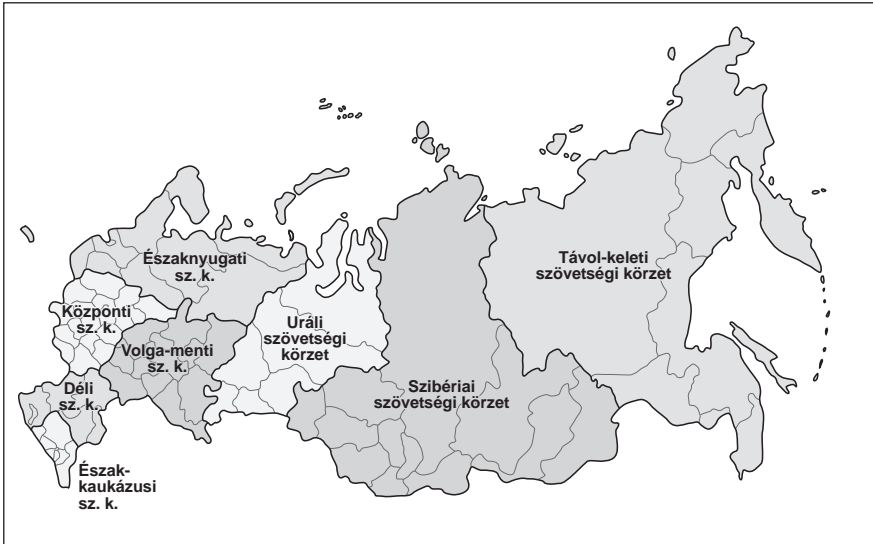 Északnyugati
sz. k.
Központi
sz. k.
Volga-menti
sz. k.
Déli
sz. k.
Észak-
kaukázusi
sz. k.
Uráli
szövetségi
körzet
Szibériai
szövetségi körzet
Távol-keleti
szövetségi körzet